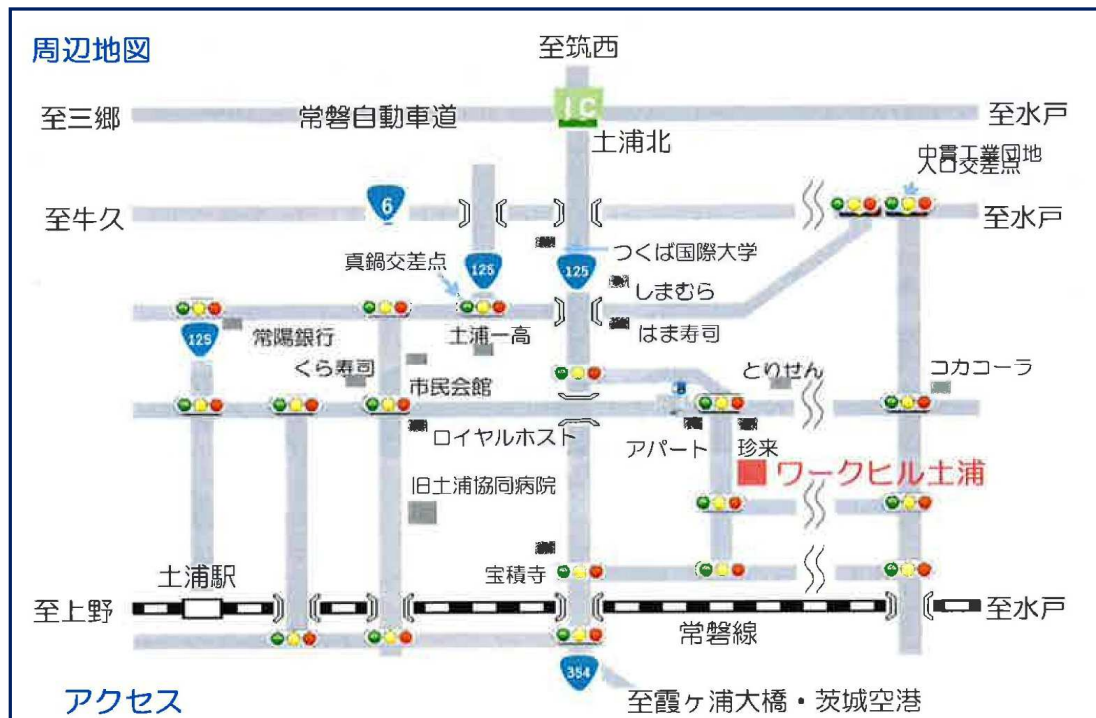 周辺地図
至筑西
IC
至三郷
常磐自動車道
至水戸
土浦北
中貫工業団地
入口交差点
6
至牛久
至水戸
つくば国際大学
真鍋交差点
125
125
しまむら
125
常陽銀行
土浦一高
はま寿司
くら寿司
市民会館
とりせん
コカコーラ
ロイヤルホスト
アパート
珍来
ワークヒル土浦
旧土浦協同病院
宝積寺
土浦駅
至上野
至水戸
常磐線
354
至霞ヶ浦大橋・茨城空港
アクセス